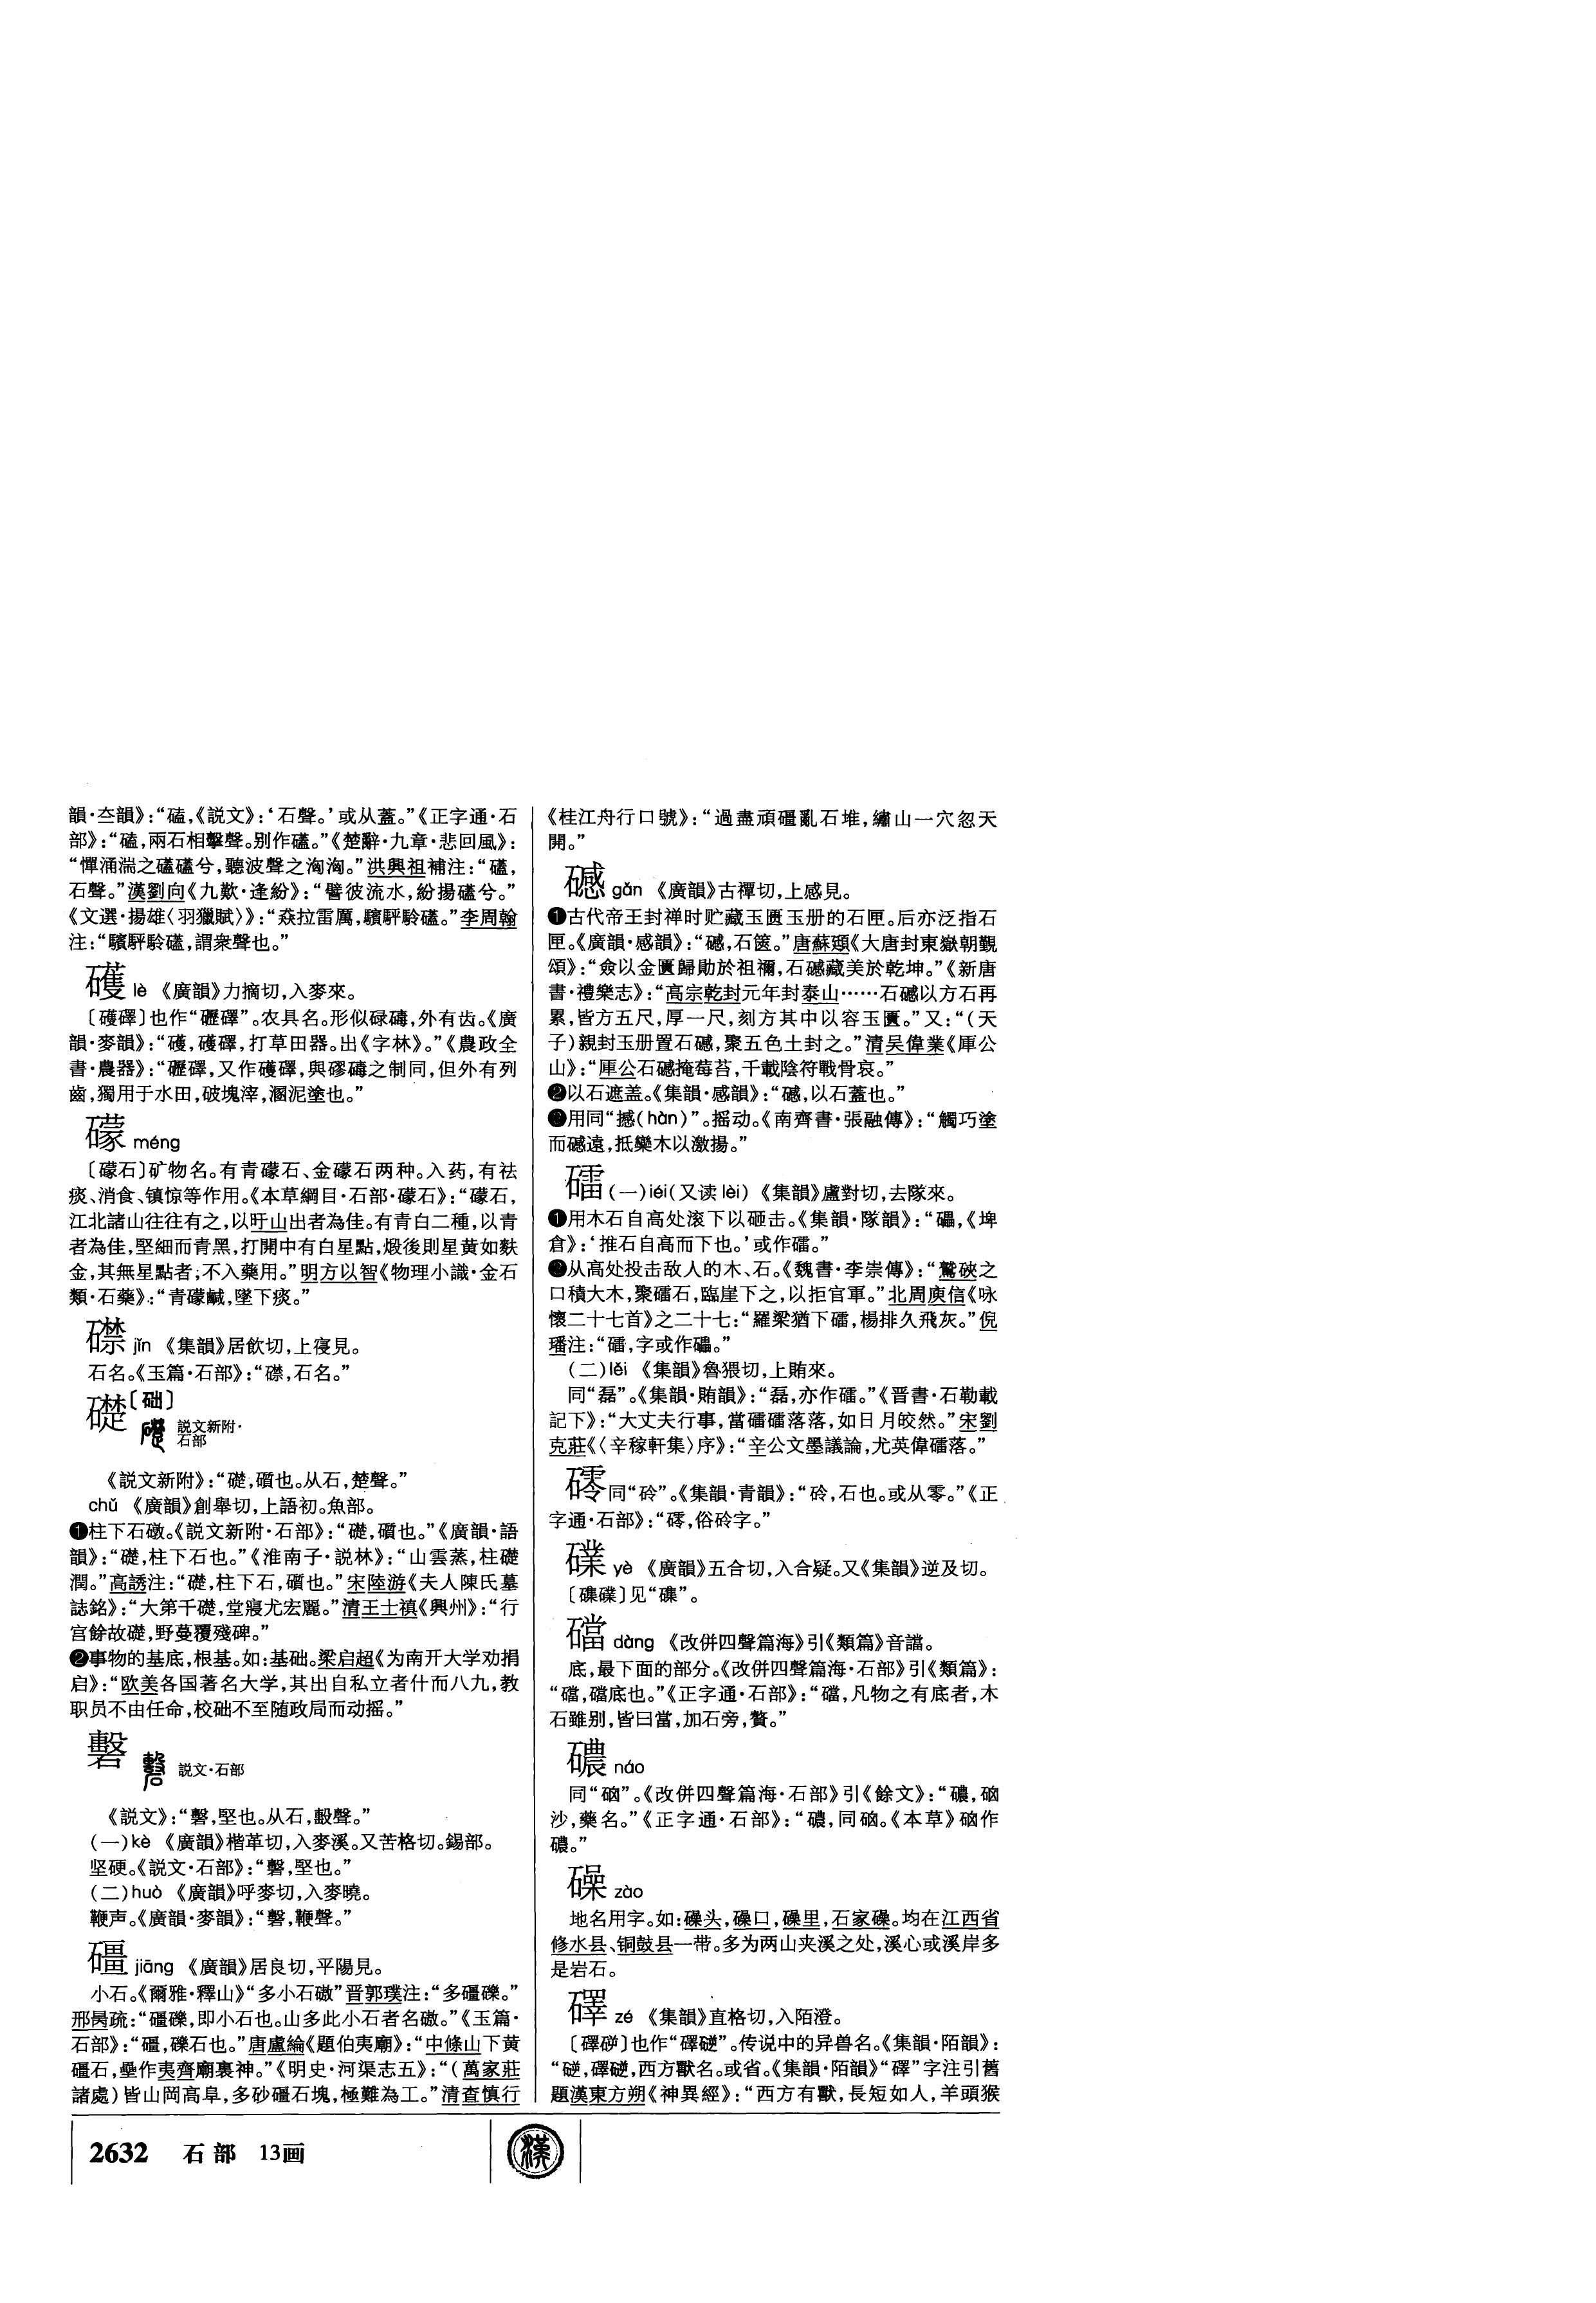 韻·夳韻》：“磕，《説文》：‘石聲。’或从蓋。”《正字通·石
部》：“磕，兩石相擊聲。别作礚。”《楚辭·九章·悲回風》：
“憚涌湍之礚礚兮，聽波聲之洶洶。”洪興祖補注：“礚，
石聲。”漢劉向《九歎·逢紛》：“譬彼流水，紛揚礚兮。”
《文選·揚雄〈羽獵賦〉》：“猋拉雷厲，驞駍駖礚。”李周翰
注：“驞駍駖礚，謂衆聲也。”
礭 lè 《廣韻》力摘切，入麥來。
也作“礰礋”。农具名。形似碌碡，外有齿。《廣
打草田器。出《字林》。”《農政全
書·農器》：“礰礋，又作 礋，與磟碡之制同，但外有列
齒，獨用于水田，破塊滓，溷泥塗也。”
礞 méng
〔礞石〕矿物名。有青礞石、金礞石两种。入药，有祛
痰、消食、镇惊等作用。《本草綱目·石部·礞石》：“礞石，
江北諸山往往有之，以盱山出者為佳。有青白二種，以青
者為佳，堅細而青黑，打開中有白星點，煅後則星黄如麩
金，其無星點者，不入藥用。”明方以智《物理小識·金石
類·石藥》：“青礞鹹，墜下痰。”
礏 jǐn 《集韻》居飲切，上寑見。
石名。《玉篇·石部》：“ ，石名。”
礎〔础〕
説文新附·
石部
《説文新附》：“礎，礩也。从石，楚聲。”
chǔ 《廣韻》創舉切，上語初。魚部。
❶柱下石礅。《説文新附·石部》：“礎，礩也。”《廣韻·語
韻》：“礎，柱下石也。”《淮南子·説林》：“山雲蒸，柱礎
潤。”高誘注：“礎，柱下石，礩也。”宋陸游《夫人陳氏墓
誌銘》：“大第千礎，堂寢尤宏麗。”清王士禛《興州》：“行
宫餘故礎，野蔓覆殘碑。”
❷事物的基底，根基。如：基础。梁启超《为南开大学劝捐
启》：“欧美各国著名大学，其出自私立者什而八九，教
职员不由任命，校础不至随政局而动摇。”
礊
説文·石部
《説文》：“礊，堅也。从石，毄聲。”
(一)kè 《廣韻》楷革切，入麥溪。又苦格切。錫部。
坚硬。《説文·石部》：“礊，堅也。”
(二)huò 《廣韻》呼麥切，入麥曉。
鞭声。《廣韻·麥韻》：“礊，鞭聲。”
礓 jiāng 《廣韻》居良切，平陽見。
小石。《爾雅·釋山》“多小石磝”晋郭璞注：“多礓礫。”
邢昺疏：“礓礫，即小石也。山多此小石者名磝。”《玉篇·
石部》：“礓，礫石也。”唐盧綸《題伯夷廟》：“中條山下黄
礓石，壘作夷齊廟裏神。”《明史·河渠志五》：“（萬家莊
諸處）皆山岡高阜，多砂礓石塊，極難為工。”清查慎行
《桂江舟行口號》：“過盡頑礓亂石堆，繡山一穴忽天
開。”
䃭 gǎn 《廣韻》古禫切，上感見。
❶古代帝王封禅时贮藏玉匮玉册的石匣。后亦泛指石
匣。《廣韻·感韻》：“䃭，石篋。”唐蘇頲《大唐封東嶽朝覲
頌》：“僉以金匱歸勛於祖禰，石䃭藏美於乾坤。”《新唐
書·禮樂志》：“高宗乾封元年封泰山……石䃭以方石再
累，皆方五尺，厚一尺，刻方其中以容玉匱。”又：“（天
子）親封玉册置石䃭，聚五色土封之。”清吴偉業《厙公
山》：“厙公石䃭掩莓苔，千載陰符戰骨哀。”
❷以石遮盖。《集韻·感韻》：“䃭，以石蓋也。”
❸用同“撼(hàn)”。摇动。《南齊書·張融傳》：“觸巧塗
而䃭遠，抵欒木以激揚。”
礌 (一)léi(又读lèi) 《集韻》盧對切，去隊來。
❶用木石自高处滚下以砸击。《集韻·隊韻》：“礧，《埤
倉》：‘推石自高而下也。’或作礌。”
❷从高处投击敌人的木、石。《魏書·李崇傳》：“鷲硤之
口積大木，聚礌石，臨崖下之，以拒官軍。”北周庾信《咏
懷二十七首》之二十七：“羅梁猶下礌，楊排久飛灰。”倪
璠注：“礌，字或作礧。”
(二)lěi 《集韻》魯猥切，上賄來。
同“磊”。《集韻·賄韻》：“磊，亦作礌。”《晋書·石勒載
記下》：“大丈夫行事，當礌礌落落，如日月皎然。”宋劉
克莊《〈辛稼軒集〉序》：“辛公文墨議論，尤英偉礌落。”
同“砱”。《集韻·青韻》：“砱，石也。或从零。”《正
字通·石部》：“ ，俗砱字。”
礏 yè 《廣韻》五合切，入合疑。又《集韻》逆及切。
礑 dàng 《改併四聲篇海》引《類篇》音譡。
底，最下面的部分。《改併四聲篇海·石部》引《類篇》：
“礑，礑底也。”《正字通·石部》：“礑，凡物之有底者，木
石雖别，皆曰當，加石旁，贅。”
náo
同“硇”。《改併四聲篇海·石部》引《餘文》：“ ，硇
沙，藥名。”《正字通·石部》：“ ，同硇。《本草》硇作
zào
地名用字。如： 头， 口， 里，石家 。均在江西省
修水县、铜鼓县一带。多为两山夹溪之处，溪心或溪岸多
是岩石。
礋 zé 《集韻》直格切，入陌澄。
也作“ ”。传说中的异兽名。《集韻·陌韻》：
西方獸名。或省。《集韻·陌韻》“礋”字注引舊
題漢東方朔《神異經》：“西方有獸，長短如人，羊頭猴
2632 石部 13画
漢